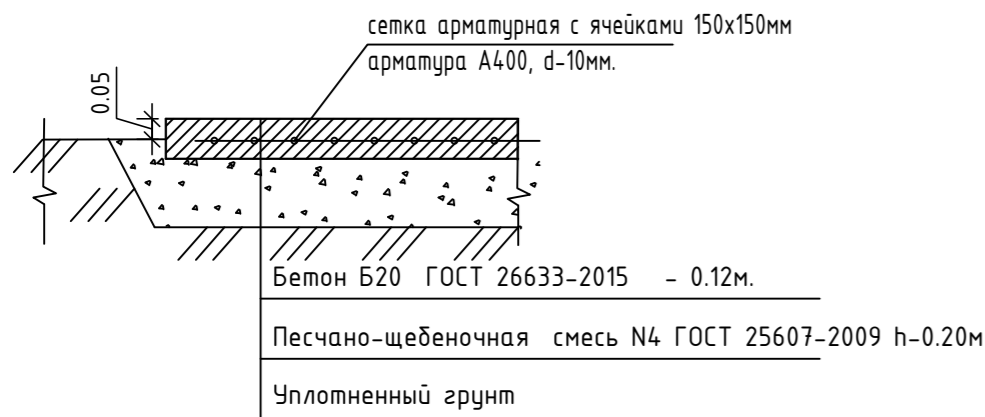 сетка арматурная с ячейками 150х150мм
арматура А400, d-10мм.
0.05
Бетон Б20 ГОСТ 26633-2015 - 0.12м.
Песчано-щебеночная смесь N4 ГОСТ 25607-2009 h-0.20м
Уплотненный грунт